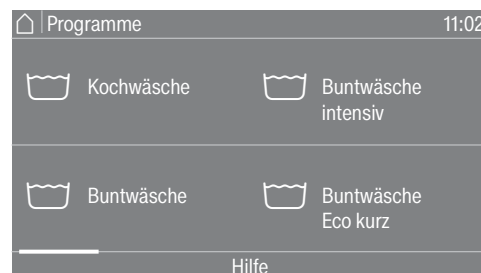 Programme 11:02
Kochwäsche
Buntwäsche
intensiv
Buntwäsche
Buntwäsche
Eco kurz
Hilfe